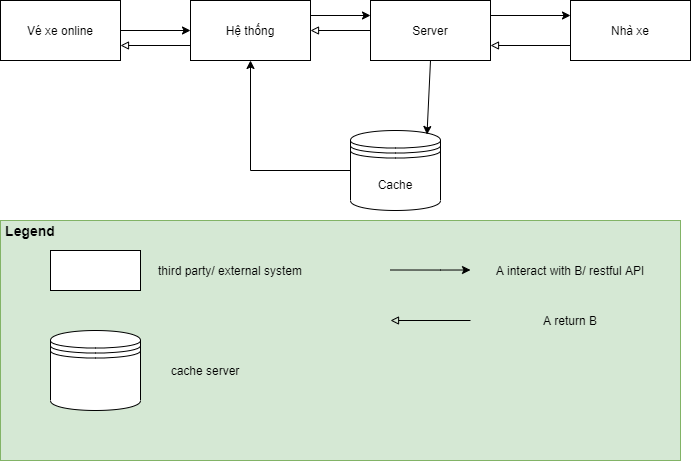 Vé xe online
Hệ thống
Server
Nhà xe
Cache
Legend
third party/ external system
A interact with B/ restful API
A return B
cache server